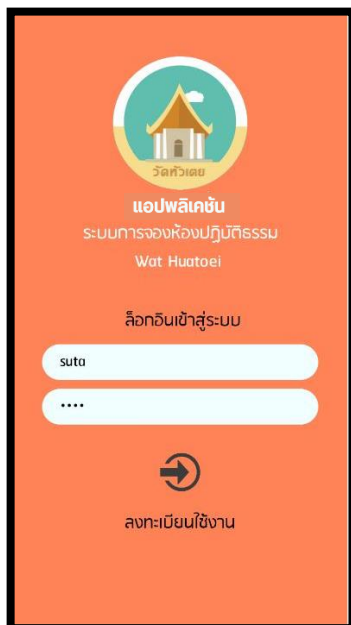 วัดหัวเตย
แอปพลิเคชัน
ระบบการจองห้องปฏิบัติธรรม
Wat Huatoei
ล็อกอินเข้าสู่ระบบ
suta
••••
ลงทะเบียนใช้งาน